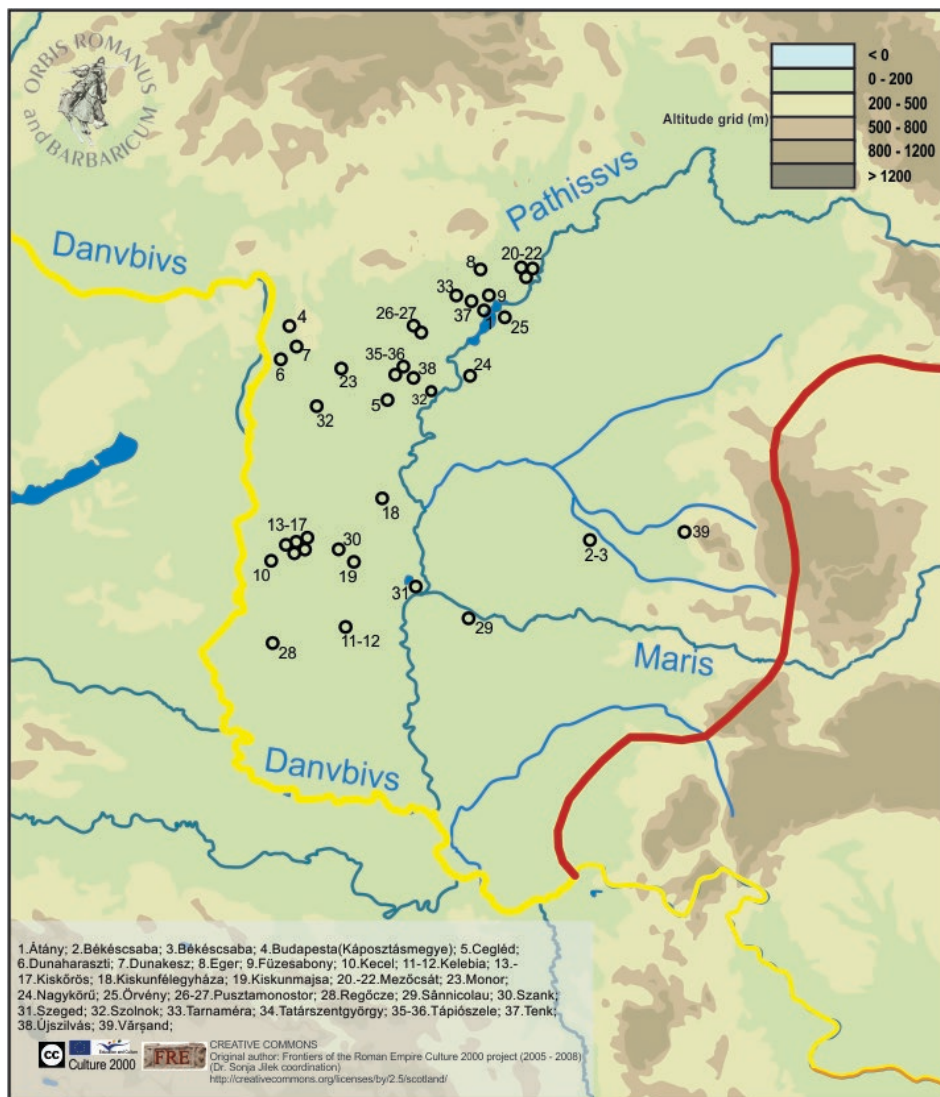 ORBIS ROMANUS
and BARBARICUM
Altitude grid (m)
< 0
0 - 200
200 - 500
500 - 800
800 - 1200
> 1200
Pathissvs
Danvbivs
8
20-22
33
9
37
1
25
4
26-27
7
6
35-36
23
38
24
5
32
32
18
13-17
30
2-3
39
10
19
31
29
11-12
28
Maris
Danvbivs
1.Átány; 2.Békéscsaba; 3.Békéscsaba; 4.Budapesta(Káposztásmegye); 5.Cegléd;
6.Dunaharaszti; 7.Dunakesz; 8.Eger; 9.Füzesabony; 10.Kecel; 11-12.Kelebia; 13.-
17.Kiskőrös; 18.Kiskunfélegyháza; 19.Kiskunmajsa; 20.-22.Mezőcsát; 23.Monor;
24.Nagykörű; 25.Örvény; 26-27.Pusztamonostor; 28.Regőcze; 29.Sânnicolau; 30.Szank;
31.Szeged; 32.Szolnok; 33.Tarnaméra; 34.Tatárszentgyörgy; 35-36.Tápiószele; 37.Tenk;
38.Újszilvás; 39.Vărşand;
cc
Culture 2000
FRE
CREATIVE COMMONS
Original author: Frontiers of the Roman Empire Culture 2000 project (2005 - 2008)
(Dr. Sonja Jilek coordination)
http://creativecommons.org/licenses/by/2.5/scotland/